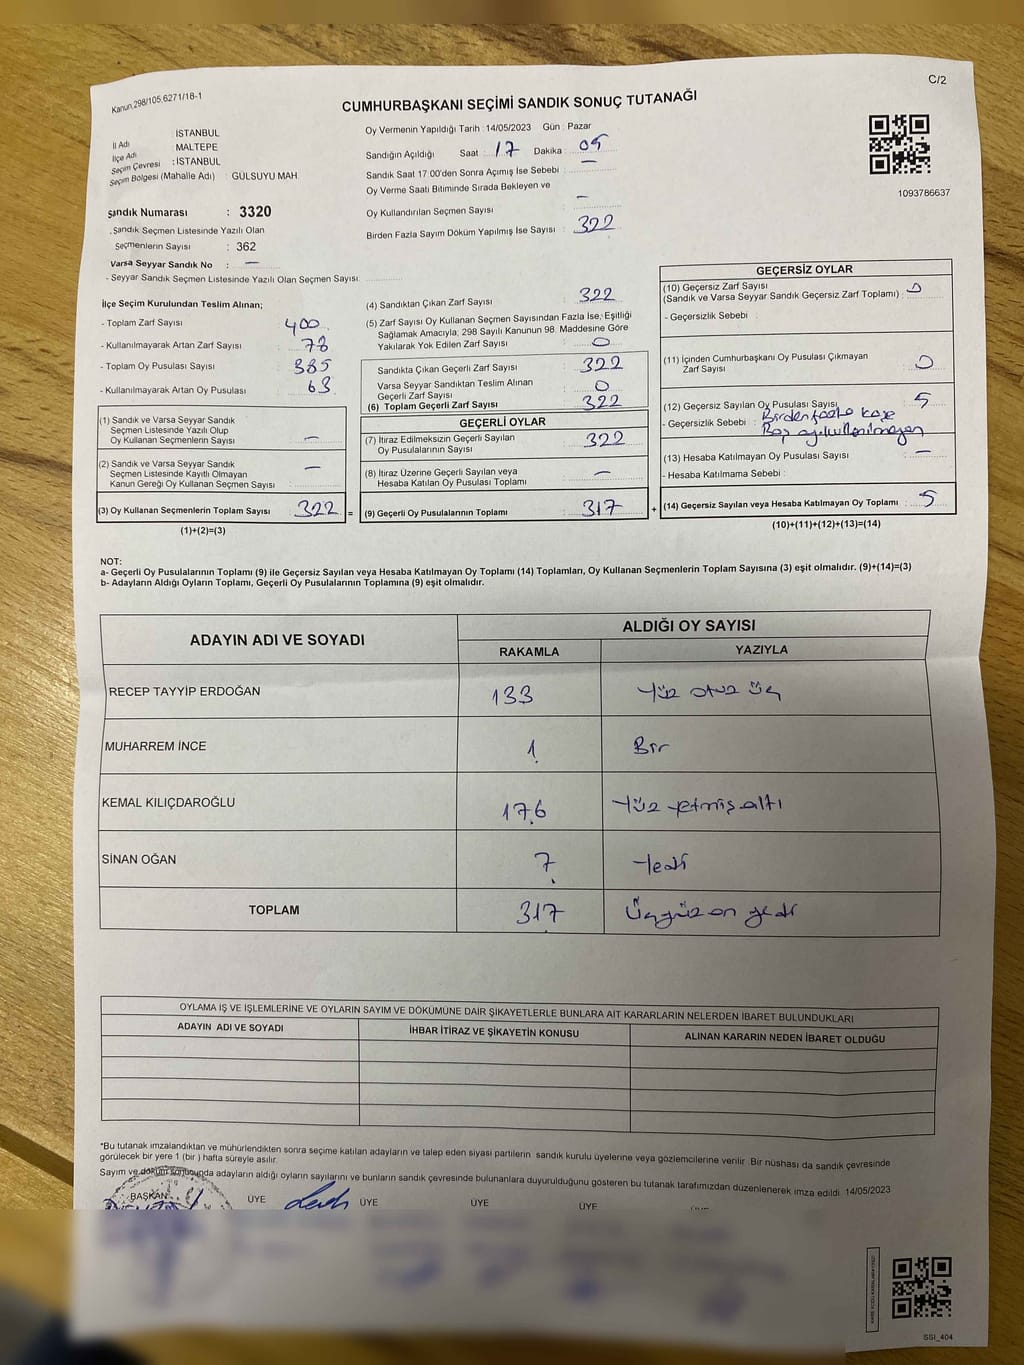 Kanun.298/105,6271/18-1
C/2
CUMHURBAŞKANI SEÇİMİ SANDIK SONUÇ TUTANAĞI
İl Adı İSTANBUL
İlçe Adı MALTEPE
Seçim Çevresi : İSTANBUL
Seçim Bölgesi (Mahalle Adı) : GÜLSUYU MAH
Sandık Numarası : 3320
Sandık Seçmen Listesinde Yazılı Olan
Seçmenlerin Sayısı : 362
Varsa Seyyar Sandık No : —
- Seyyar Sandık Seçmen Listesinde Yazılı Olan Seçmen Sayısı
Oy Vermenin Yapıldığı Tarih : 14/05/2023 Gün : Pazar
Sandığın Açıldığı Saat : 17 Dakika : 05
Sandık Saat 17 00'den Sonra Açımış İse Sebebi : —
Oy Verme Saati Bitiminde Sırada Bekleyen ve
Oy Kullandırılan Seçmen Sayısı : —
Birden Fazla Sayım Döküm Yapılmış İse Sayısı : 322
1093786637
İlçe Seçim Kurulundan Teslim Alınan;
- Toplam Zarf Sayısı 400
- Kullanılmayarak Artan Zarf Sayısı 78
- Toplam Oy Pusulası Sayısı 385
- Kullanılmayarak Artan Oy Pusulası 63
(1) Sandık ve Varsa Seyyar Sandık
Seçmen Listesinde Yazılı Olup
Oy Kullanan Seçmenlerin Sayısı : —
(2) Sandık ve Varsa Seyyar Sandık
Seçmen Listesinde Kayıtlı Olmayan
Kanun Gereği Oy Kullanan Seçmen Sayısı : —
(3) Oy Kullanan Seçmenlerin Toplam Sayısı : 322 =
(1)+(2)=(3)
(4) Sandıktan Çıkan Zarf Sayısı : 322
(5) Zarf Sayısı Oy Kullanan Seçmen Sayısından Fazla İse, Eşitliği
Sağlamak Amacıyla, 298 Sayılı Kanunun 98. Maddesine Göre
Yakılarak Yok Edilen Zarf Sayısı : 0
Sandıkta Çıkan Geçerli Zarf Sayısı : 322
Varsa Seyyar Sandıktan Teslim Alınan
Geçerli Zarf Sayısı : 0
(6) Toplam Geçerli Zarf Sayısı : 322
GEÇERLİ OYLAR
(7) İtiraz Edilmeksizin Geçerli Sayılan
Oy Pusulalarının Sayısı : 322
(8) İtiraz Üzerine Geçerli Sayılan veya
Hesaba Katılan Oy Pusulası Toplamı : —
(9) Geçerli Oy Pusulalarının Toplamı : 317 +
GEÇERSİZ OYLAR
(10) Geçersiz Zarf Sayısı
(Sandık ve Varsa Seyyar Sandık Geçersiz Zarf Toplamı) : 0
- Geçersizlik Sebebi :
(11) İçinden Cumhurbaşkanı Oy Pusulası Çıkmayan
Zarf Sayısı : 0
(12) Geçersiz Sayılan Oy Pusulası Sayısı : 5
- Geçersizlik Sebebi : Birden fazla kaşe
Boş
(13) Hesaba Katılmayan Oy Pusulası Sayısı : —
- Hesaba Katılmama Sebebi :
(14) Geçersiz Sayılan veya Hesaba Katılmayan Oy Toplamı : 5
(10)+(11)+(12)+(13)=(14)
NOT:
a- Geçerli Oy Pusulalarının Toplamı (9) ile Geçersiz Sayılan veya Hesaba Katılmayan Oy Toplamı (14) Toplamları, Oy Kullanan Seçmenlerin Toplam Sayısına (3) eşit olmalıdır. (9)+(14)=(3)
b- Adayların Aldığı Oyların Toplamı, Geçerli Oy Pusulalarının Toplamına (9) eşit olmalıdır.
ADAYIN ADI VE SOYADI ALDIĞI OY SAYISI
RAKAMLA YAZIYLA
RECEP TAYYİP ERDOĞAN 133 Yüz otuz üç
MUHARREM İNCE 1 Bir
KEMAL KILIÇDAROĞLU 176 Yüz yetmiş altı
SİNAN OĞAN 7 Yedi
TOPLAM 317 Üçyüz on yedi
OYLAMA İŞ VE İŞLEMLERİNE VE OYLARIN SAYIM VE DÖKÜMÜNE DAİR ŞİKAYETLERLE BUNLARA AİT KARARLARIN NELERDEN İBARET BULUNDUKLARI
ADAYIN ADI VE SOYADI İHBAR İTİRAZ VE ŞİKAYETİN KONUSU ALINAN KARARIN NEDEN İBARET OLDUĞU
*Bu tutanak imzalandıktan ve mühürlendikten sonra seçime katılan adayların ve talep eden siyasi partilerin sandık kurulu üyelerine veya gözlemcilerine verilir. Bir nüshası da sandık çevresinde
görülecek bir yere 1 (bir) hafta süreyle asılır.
Sayım ve döküm sonucunda adayların aldığı oyların sayılarını ve bunların sandık çevresinde bulunanlara duyurulduğunu gösteren bu tutanak tarafımızdan düzenlenerek imza edildi 14/05/2023
BAŞKAN ÜYE ÜYE ÜYE ÜYE
SSI_404